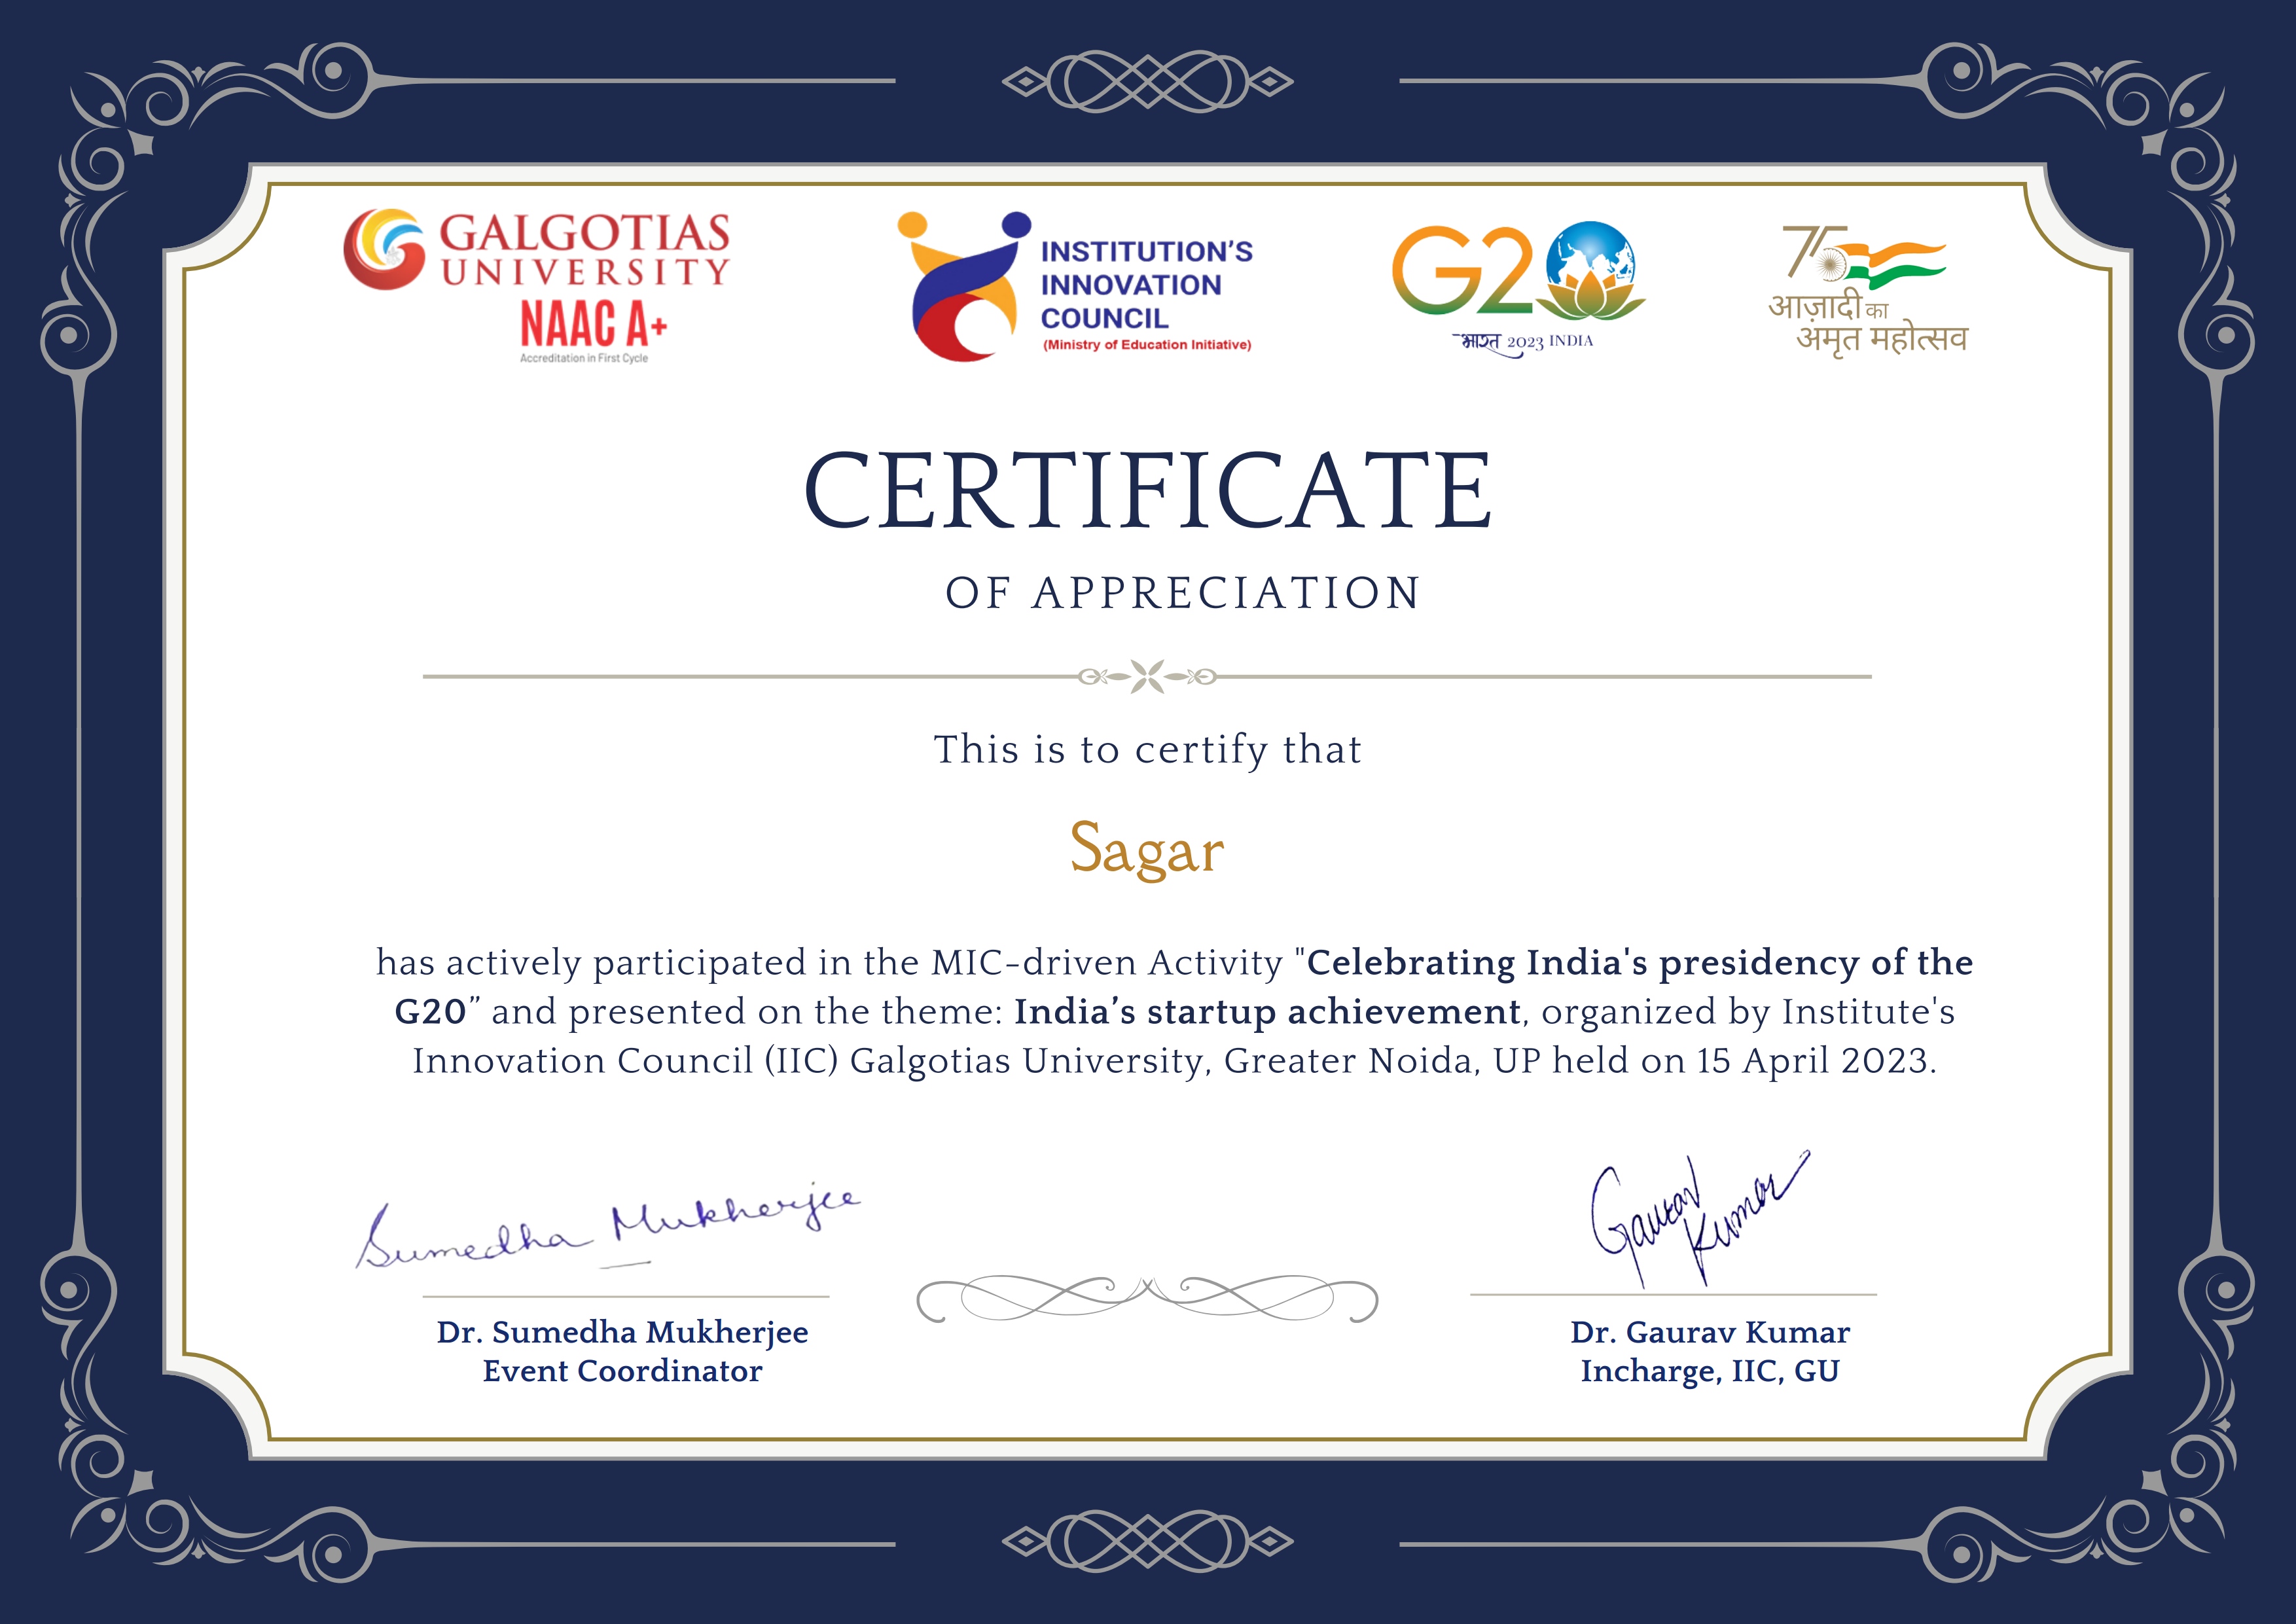 GALGOTIAS
UNIVERSITY
NAAC A+
Accreditation in First Cycle
INSTITUTION'S
INNOVATION
COUNCIL
(Ministry of Education Initiative)
G20
भारत 2023 INDIA
75
आज़ादी का
अमृत महोत्सव
CERTIFICATE
OF APPRECIATION
This is to certify that
Sagar
has actively participated in the MIC-driven Activity "Celebrating India's presidency of the
G20” and presented on the theme: India’s startup achievement, organized by Institute's
Innovation Council (IIC) Galgotias University, Greater Noida, UP held on 15 April 2023.
Sumedha Mukherjee
Dr. Sumedha Mukherjee
Event Coordinator
Gaurav
Kumar
Dr. Gaurav Kumar
Incharge, IIC, GU